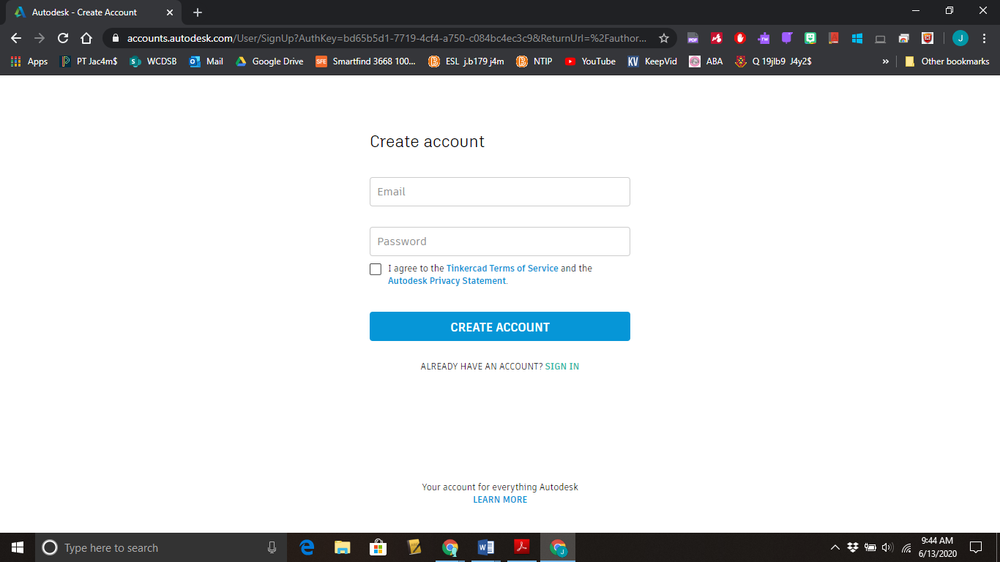 Autodesk - Create Account
accounts.autodesk.com/User/SignUp?AuthKey=bd65b5d1-7719-4cf4-a750-c084bc4ec3c9&ReturnUrl=%2Fauthor...
PDF
rw
J
Apps
PT Jac4m$
WCDSB
Mail
Google Drive
SFE
Smartfind 3668 100...
ESL j.b179 j4m
NTIP
YouTube
KV
KeepVid
ABA
Q 19jlb9 J4y2$
»
Other bookmarks
Create account
Email
Password
I agree to the Tinkercad Terms of Service and the
Autodesk Privacy Statement.
CREATE ACCOUNT
ALREADY HAVE AN ACCOUNT? SIGN IN
Your account for everything Autodesk
LEARN MORE
Type here to search
9:44 AM
6/13/2020